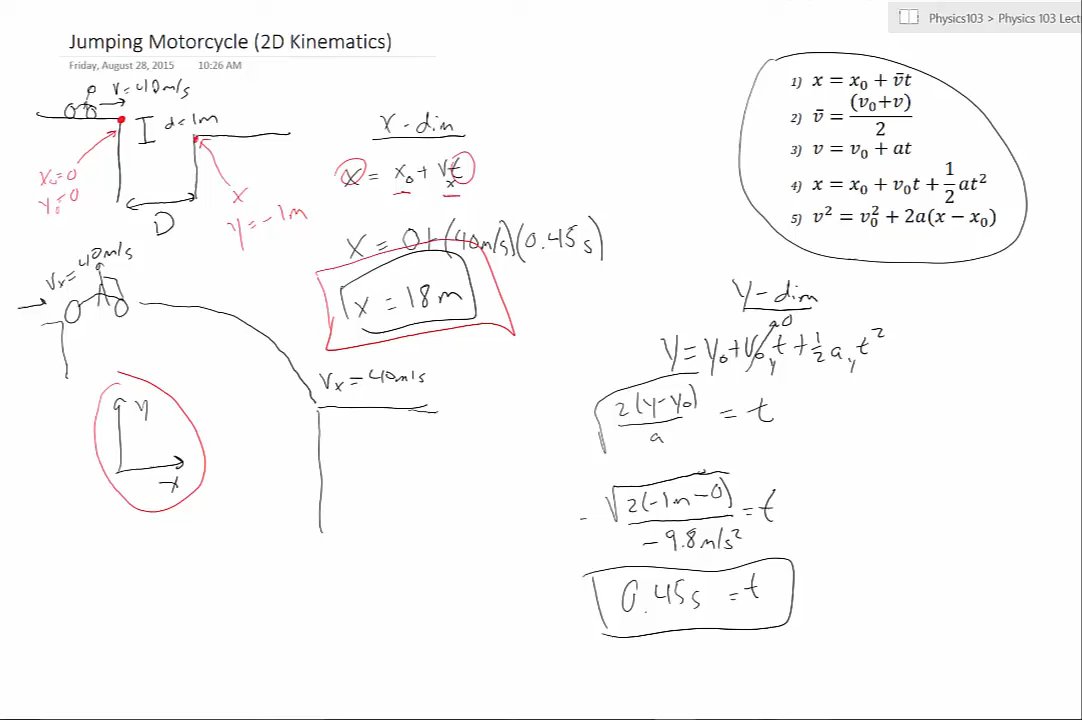 Physics103 > Physics 103 Lect
Jumping Motorcycle (2D Kinematics)
Friday, August 28, 2015 10:26 AM
V=40m/s
d=1m
X₀=0
Y₀=0
D
X
Y=-1m
X-dim
X = X₀ + Vₓt
X = 0+(40m/s)(0.45s)
X = 18m
1) x = x₀ + v̄t
2) v̄ = (v₀+v)/2
3) v = v₀ + at
4) x = x₀ + v₀t + 1/2 at²
5) v² = v₀² + 2a(x − x₀)
Vₓ=40m/s
Vₓ=40m/s
y
x
Y-dim
Y=Y₀+V₀yt+½ayt²
√(2(y-y₀)/a) = t
√(2(-1m-0)/-9.8m/s²) = t
0.45s = t